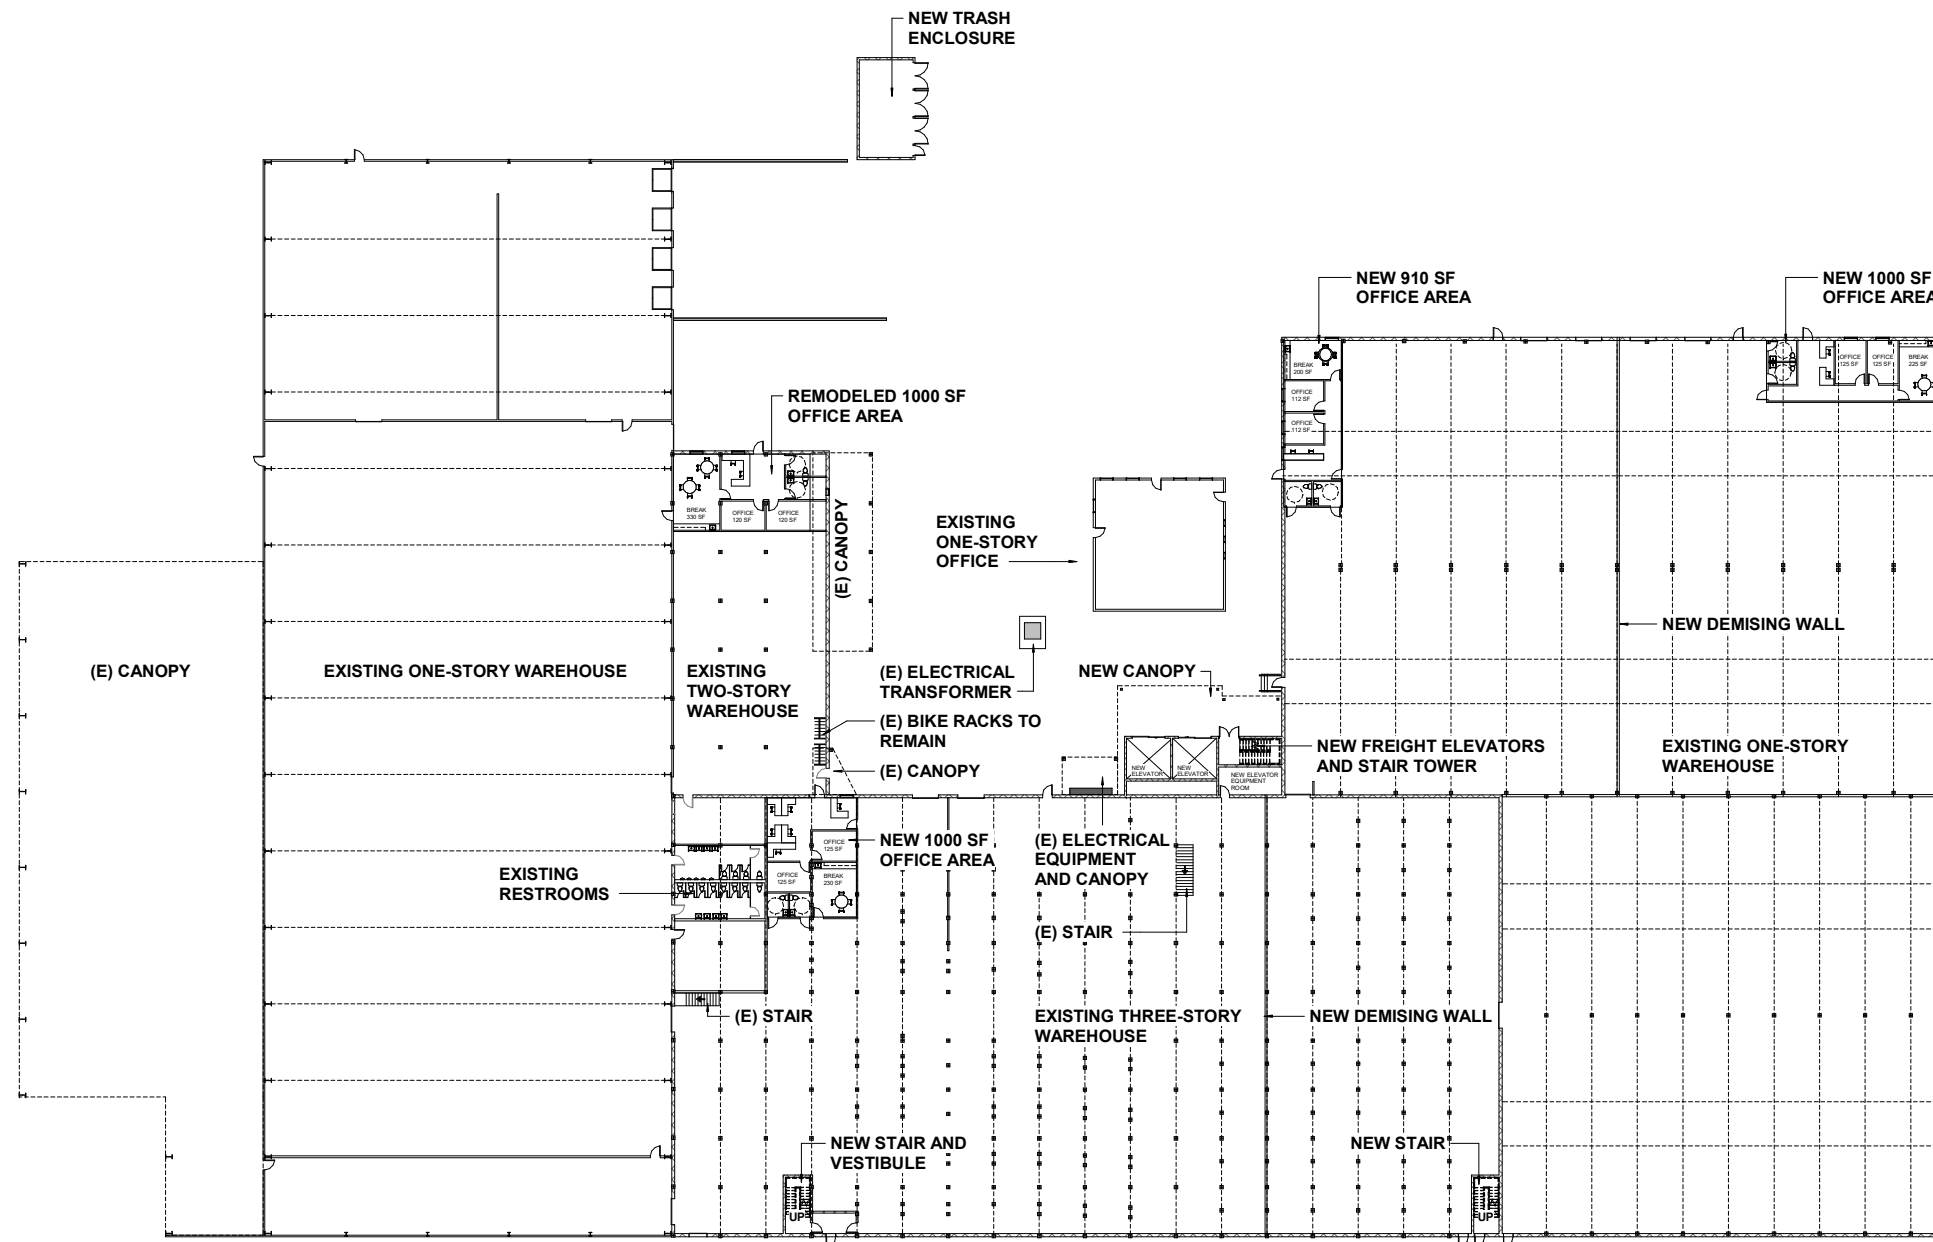 NEW TRASH
ENCLOSURE
NEW 910 SF
OFFICE AREA
NEW 1000 SF
OFFICE AREA
REMODELED 1000 SF
OFFICE AREA
BREAK
200 SF
OFFICE
112 SF
OFFICE
112 SF
OFFICE
125 SF
OFFICE
125 SF
BREAK
225 SF
BREAK
330 SF
OFFICE
120 SF
OFFICE
120 SF
(E) CANOPY
EXISTING
ONE-STORY
OFFICE
NEW DEMISING WALL
(E) CANOPY
EXISTING ONE-STORY WAREHOUSE
EXISTING
TWO-STORY
WAREHOUSE
(E) ELECTRICAL
TRANSFORMER
NEW CANOPY
(E) BIKE RACKS TO
REMAIN
(E) CANOPY
NEW
ELEVATOR
NEW
ELEVATOR
NEW ELEVATOR
EQUIPMENT
ROOM
NEW FREIGHT ELEVATORS
AND STAIR TOWER
EXISTING ONE-STORY
WAREHOUSE
OFFICE
125 SF
OFFICE
125 SF
BREAK
230 SF
NEW 1000 SF
OFFICE AREA
(E) ELECTRICAL
EQUIPMENT
AND CANOPY
EXISTING
RESTROOMS
(E) STAIR
(E) STAIR
EXISTING THREE-STORY
WAREHOUSE
NEW DEMISING WALL
NEW STAIR AND
VESTIBULE
NEW STAIR
UP
UP